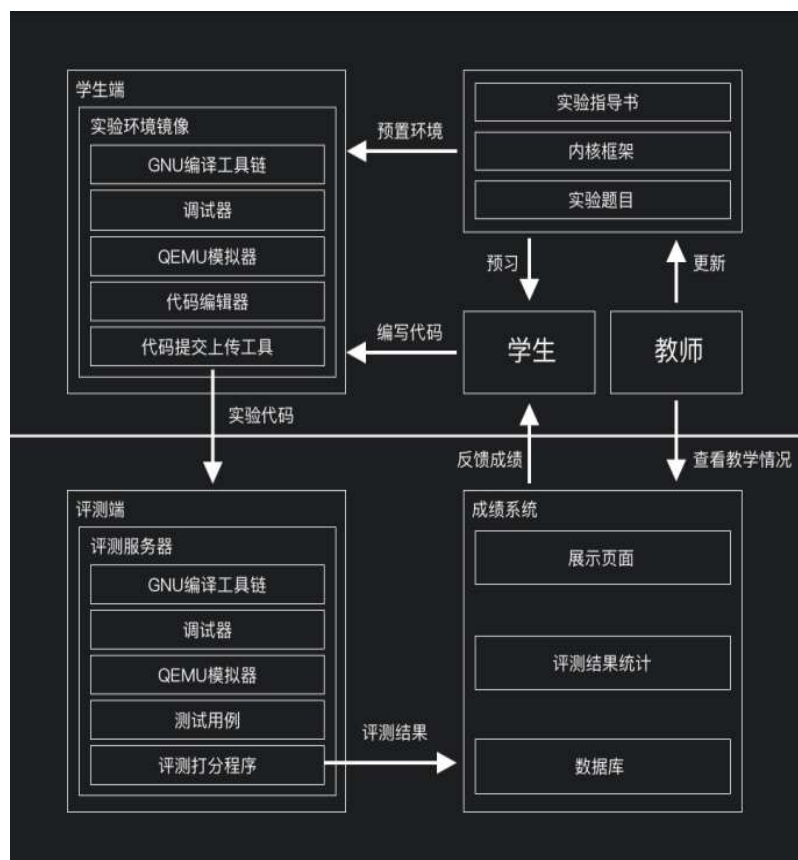 学生端
实验环境镜像
GNU编译工具链
调试器
QEMU模拟器
代码编辑器
代码提交上传工具
预置环境
实验指导书
内核框架
实验题目
预习
更新
编写代码
学生
教师
实验代码
反馈成绩
查看教学情况
评测端
评测服务器
GNU编译工具链
调试器
QEMU模拟器
测试用例
评测打分程序
评测结果
成绩系统
展示页面
评测结果统计
数据库